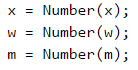 x = Number(x);
w = Number(w);
m = Number(m);